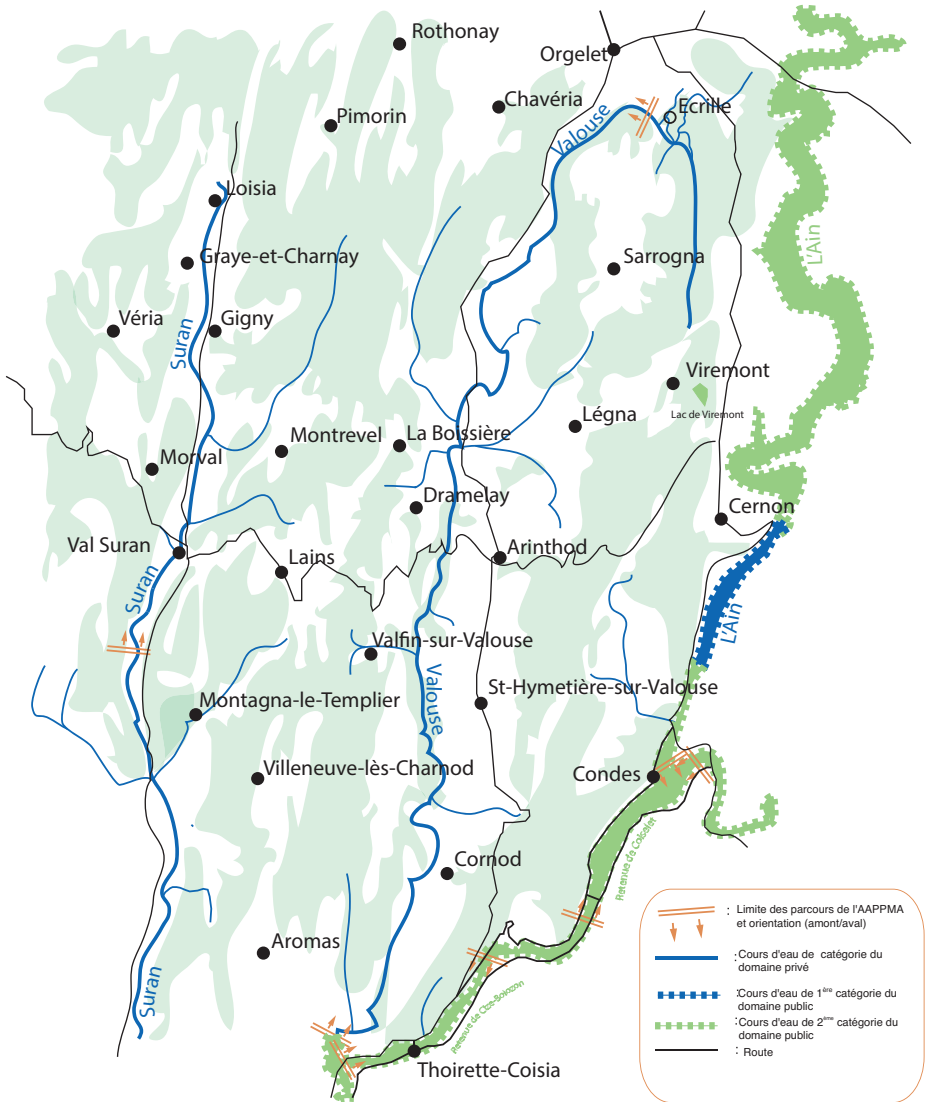 Rothonay
Orgelet
Chavéria
Ecrille
Pimorin
Valouse
Loisia
L'Ain
Graye-et-Charnay
Sarrogna
Véria
Gigny
Suran
Viremont
Lac de Viremont
Légna
Montrevel
La Boissière
Morval
Dramelay
Cernon
Val Suran
Lains
Arinthod
Suran
L'Ain
Valfin-sur-Valouse
Valouse
St-Hymetière-sur-Valouse
Montagna-le-Templier
Villeneuve-lès-Charnod
Condes
Retenue de Coiselet
Cornod
Aromas
Suran
Retenue de
Thoirette-Coisia
: Limite des parcours de l'AAPPMA
et orientation (amont/aval)
:Cours d'eau de catégorie du
domaine privé
:Cours d'eau de 1ère catégorie du
domaine public
:Cours d'eau de 2ème catégorie du
domaine public
: Route